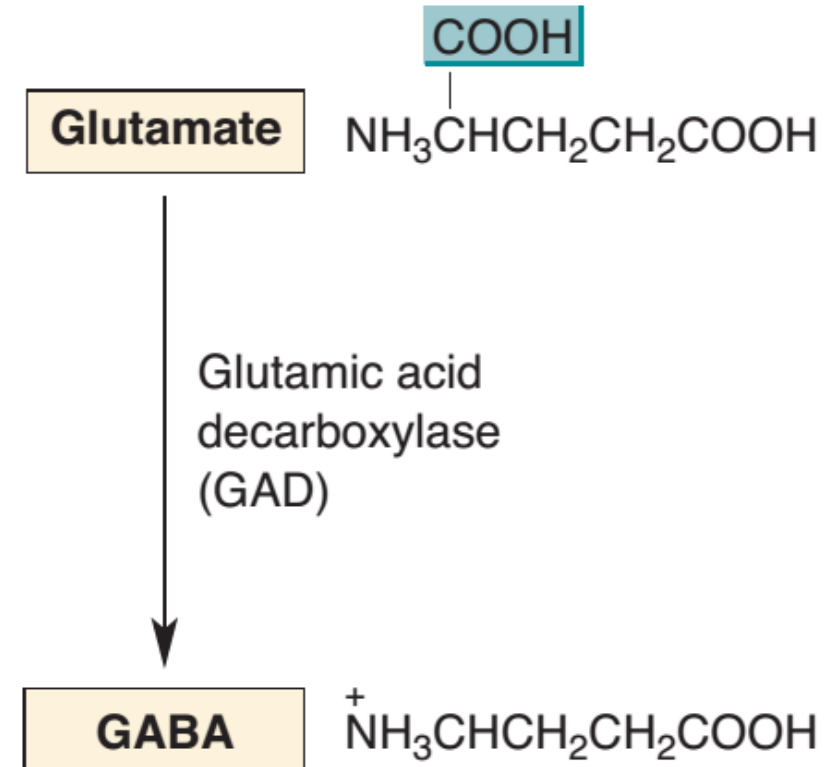 COOH
Glutamate NH₃CHCH₂CH₂COOH
Glutamic acid
decarboxylase
(GAD)
+
GABA NH₃CHCH₂CH₂COOH